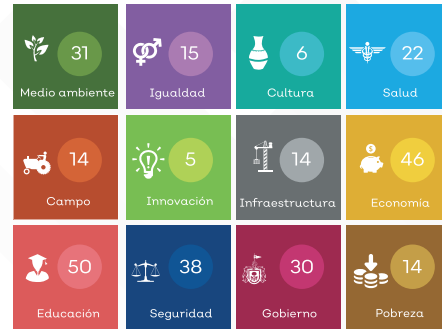 31
Medio ambiente
15
Igualdad
6
Cultura
22
Salud
14
Campo
5
Innovación
14
Infraestructura
46
Economía
50
Educación
38
Seguridad
30
Gobierno
14
Pobreza